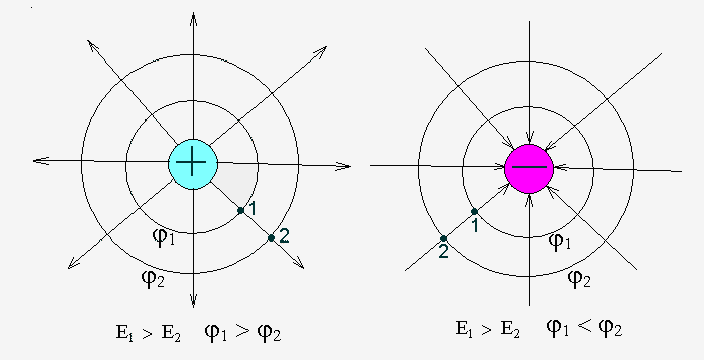 +
1
2
φ₁
φ₂
E₁ > E₂ φ₁ > φ₂
−
1
2
φ₁
φ₂
E₁ > E₂ φ₁ < φ₂